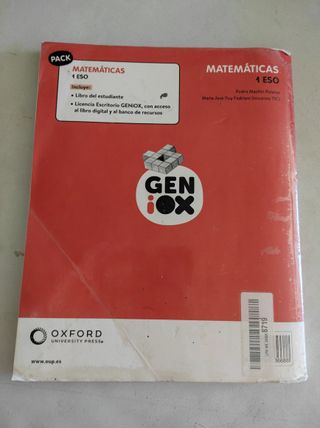 PACK
MATEMÁTICAS
1 ESO
Incluye:
• Libro del estudiante
• Licencia Escritorio GENiOX, con acceso
al libro digital y al banco de recursos
MATEMÁTICAS
1 ESO
GEN
iOX
OXFORD
UNIVERSITY PRESS
www.oup.es
8719